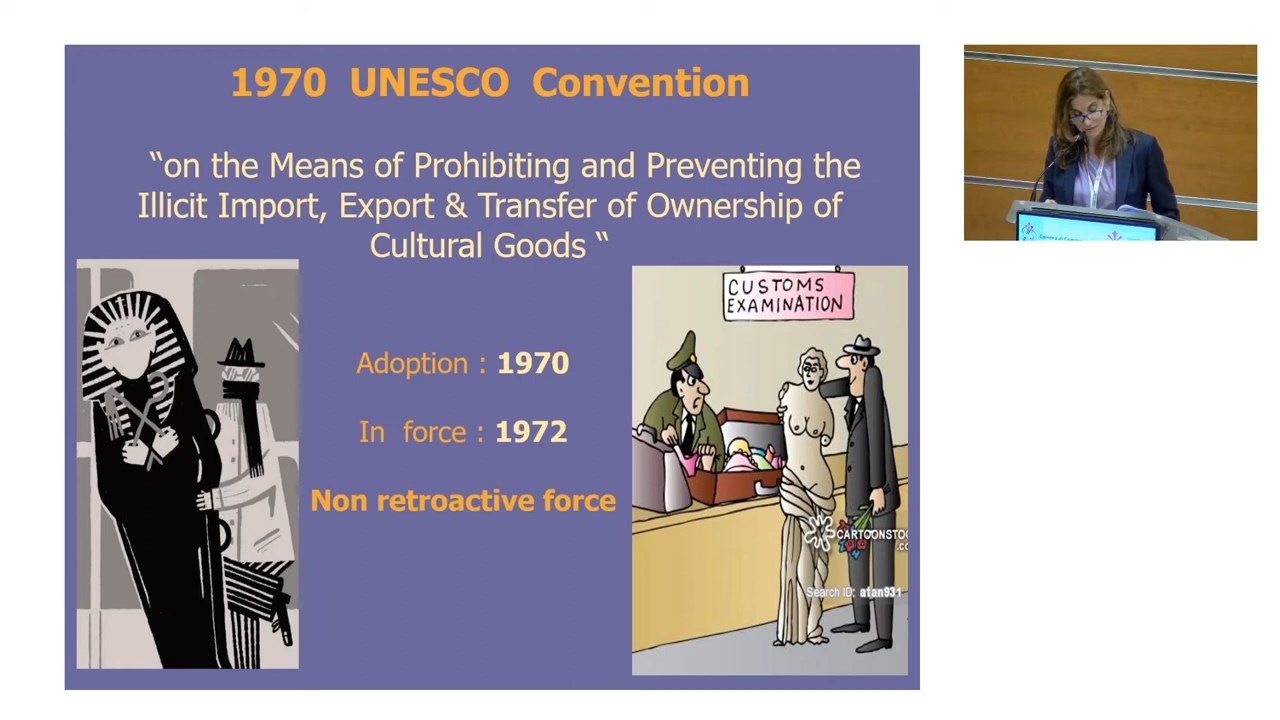 1970 UNESCO Convention
“on the Means of Prohibiting and Preventing the
Illicit Import, Export & Transfer of Ownership of
Cultural Goods “
CUSTOMS
EXAMINATION
Adoption : 1970
In force : 1972
Non retroactive force
CARTOONSTOC
.co
Search ID: atan931